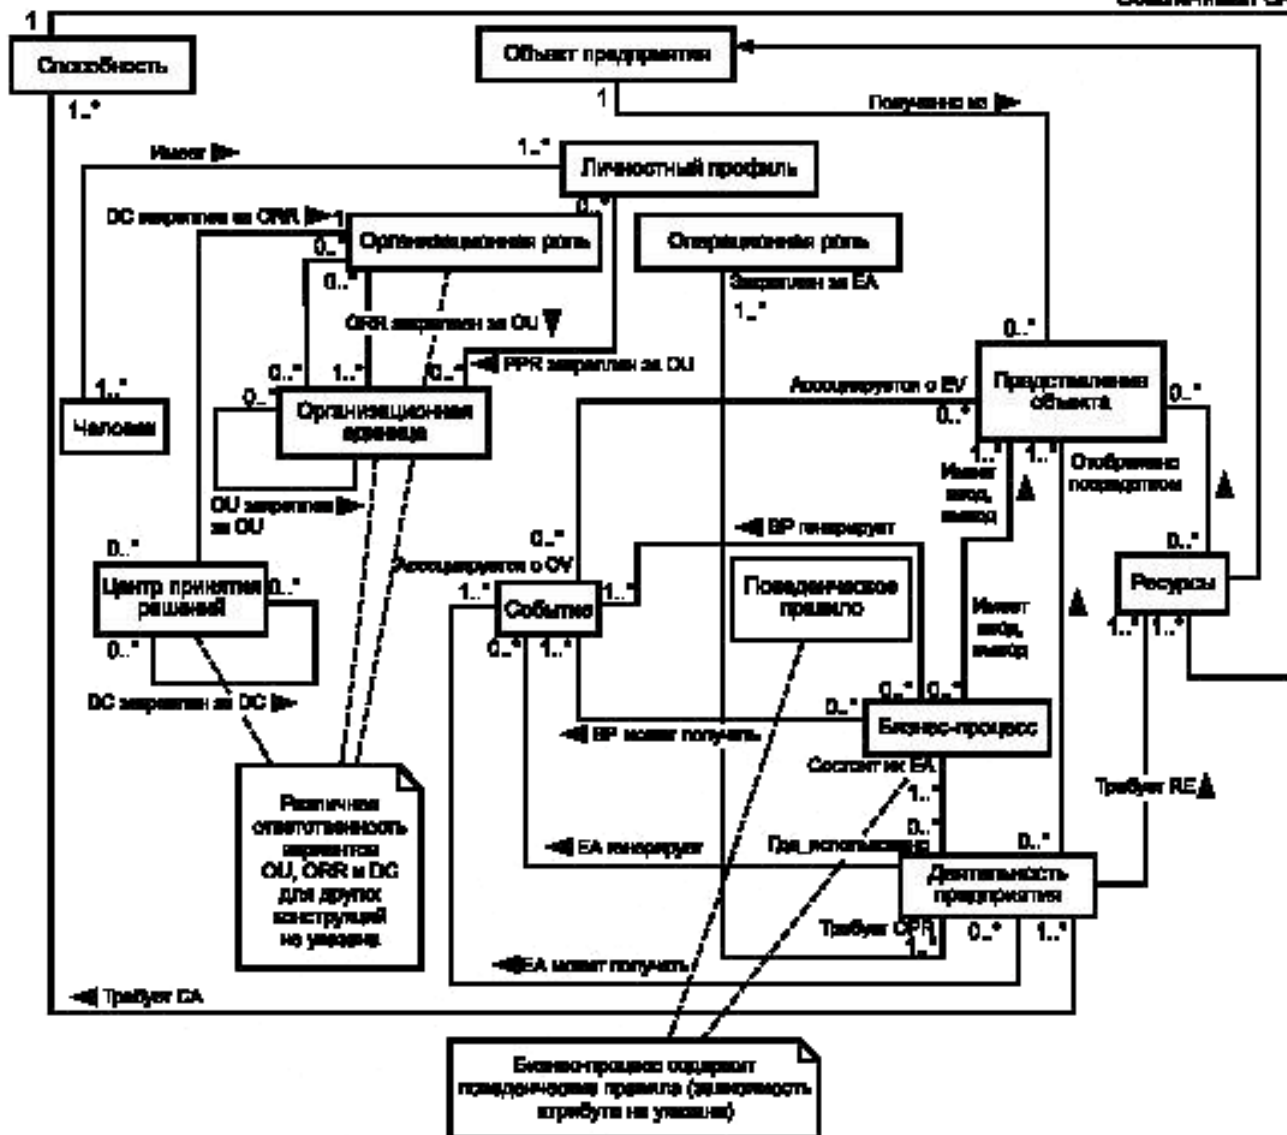 1
Способность
1..*
Объект предприятия
1
Получено из
Имеет
1..*
Личностный профиль
0..*
DC закреплен за ORR
1
0..*
Организационная роль
0..*
Операционная роль
Закреплен за EA
1..*
ORR закреплен за OU
PPR закреплен за OU
0..*
1..*
0..*
0..*
Организационная
единица
OU закреплен
за OU
1..*
Человек
0..*
Представление
объекта
Ассоциируется с EV
0..*
0..*
1..*
1..*
Имеет
ввод,
вывод
Отображено
посредством
BP генерирует
0..*
Ассоциируется с OV
0..*
Центр принятия
решений
0..*
0..*
DC закреплен за DC
1..*
Событие
1..*
0..*
1..*
Поведенческое
правило
Имеет
ввод,
вывод
0..*
Ресурсы
1..*
1..*
0..*
0..*
0..*
Бизнес-процесс
BP может получать
Состоит их EA
1..*
0..*
Требует RE
Различная
ответственность
вариантов
OU, ORR и DC
для других
конструкций
не указана
EA генерирует
Где_использовано
0..*
Деятельность
предприятия
Требует OPR
1..*
0..*
1..*
EA может получать
Требует CA
Бизнес-процесс содержит
поведенческие правила (зависимость
атрибута не указана)